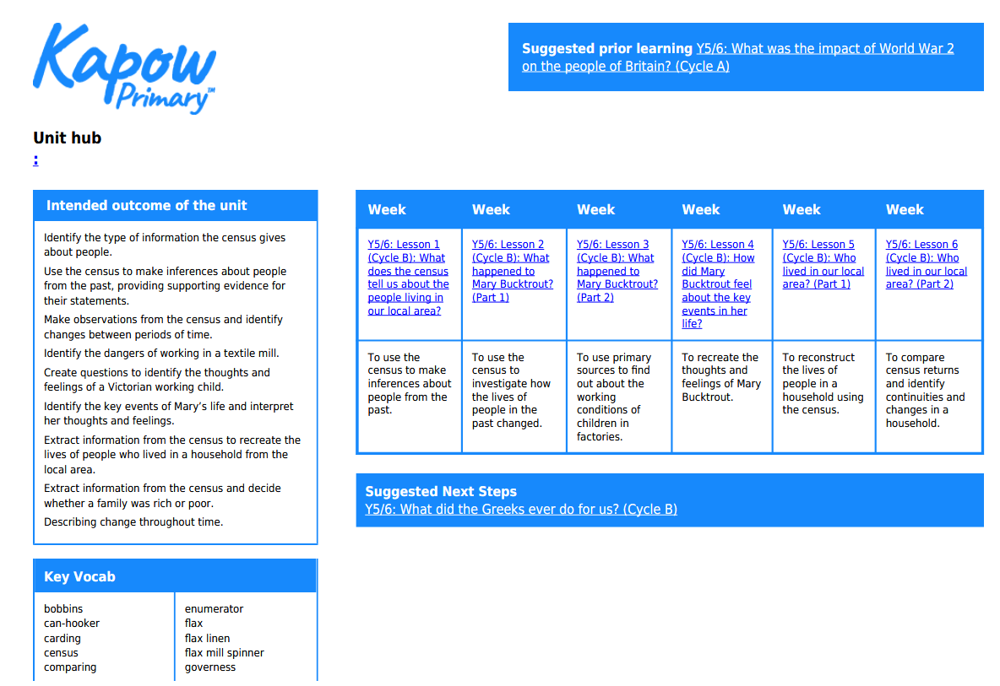 Kapow
Primary™
Suggested prior learning Y5/6: What was the impact of World War 2
on the people of Britain? (Cycle A)
Unit hub
:
Intended outcome of the unit
Identify the type of information the census gives
about people.
Use the census to make inferences about people
from the past, providing supporting evidence for
their statements.
Make observations from the census and identify
changes between periods of time.
Identify the dangers of working in a textile mill.
Create questions to identify the thoughts and
feelings of a Victorian working child.
Identify the key events of Mary’s life and interpret
her thoughts and feelings.
Extract information from the census to recreate the
lives of people who lived in a household from the
local area.
Extract information from the census and decide
whether a family was rich or poor.
Describing change throughout time.
Key Vocab
bobbins
can-hooker
carding
census
comparing
enumerator
flax
flax linen
flax mill spinner
governess
Week
Week
Week
Week
Week
Week
Y5/6: Lesson 1
(Cycle B): What
does the census
tell us about the
people living in
our local area?
Y5/6: Lesson 2
(Cycle B): What
happened to
Mary Bucktrout?
(Part 1)
Y5/6: Lesson 3
(Cycle B): What
happened to
Mary Bucktrout?
(Part 2)
Y5/6: Lesson 4
(Cycle B): How
did Mary
Bucktrout feel
about the key
events in her
life?
Y5/6: Lesson 5
(Cycle B): Who
lived in our local
area? (Part 1)
Y5/6: Lesson 6
(Cycle B): Who
lived in our local
area? (Part 2)
To use the
census to make
inferences about
people from the
past.
To use the
census to
investigate how
the lives of
people in the
past changed.
To use primary
sources to find
out about the
working
conditions of
children in
factories.
To recreate the
thoughts and
feelings of Mary
Bucktrout.
To reconstruct
the lives of
people in a
household using
the census.
To compare
census returns
and identify
continuities and
changes in a
household.
Suggested Next Steps
Y5/6: What did the Greeks ever do for us? (Cycle B)